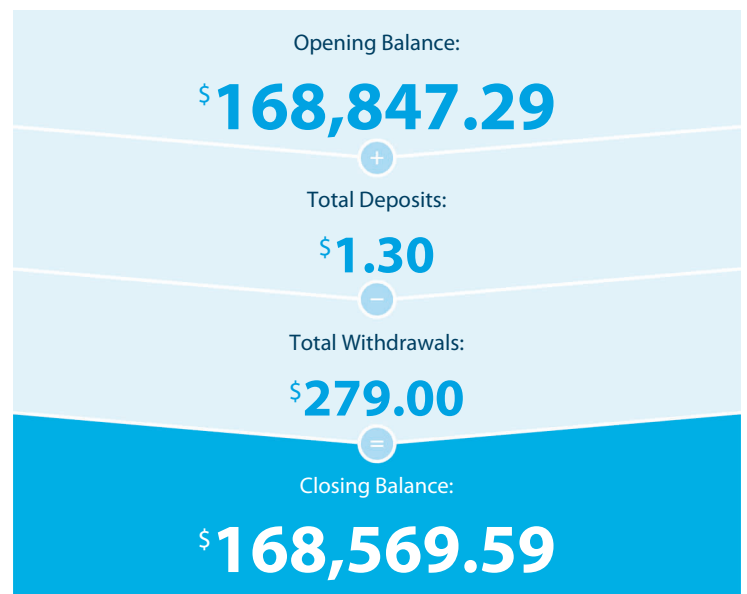 Opening Balance:
$168,847.29
+
Total Deposits:
$1.30
−
Total Withdrawals:
$279.00
=
Closing Balance:
$168,569.59